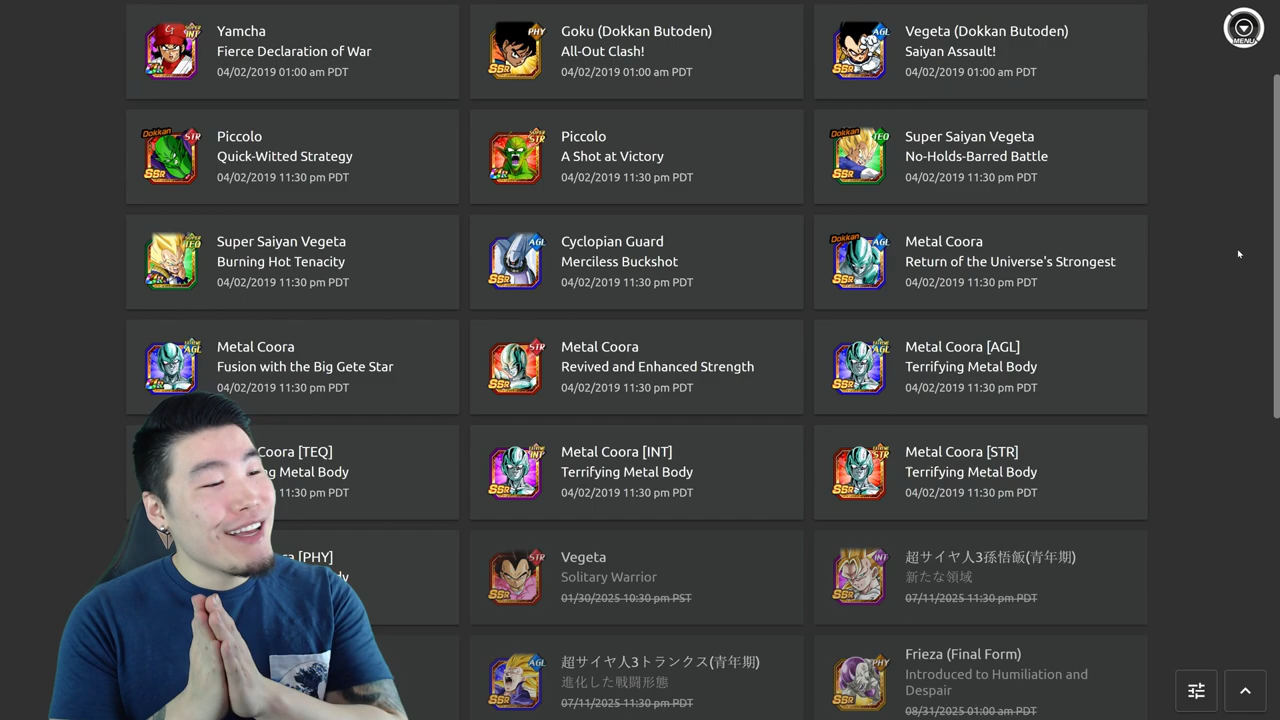 Yamcha
Fierce Declaration of War
04/02/2019 01:00 am PDT
Goku (Dokkan Butoden)
All-Out Clash!
04/02/2019 01:00 am PDT
Vegeta (Dokkan Butoden)
Saiyan Assault!
04/02/2019 01:00 am PDT
MENU
Piccolo
Quick-Witted Strategy
04/02/2019 11:30 pm PDT
Piccolo
A Shot at Victory
04/02/2019 11:30 pm PDT
Super Saiyan Vegeta
No-Holds-Barred Battle
04/02/2019 11:30 pm PDT
Super Saiyan Vegeta
Burning Hot Tenacity
04/02/2019 11:30 pm PDT
Cyclopian Guard
Merciless Buckshot
04/02/2019 11:30 pm PDT
Metal Coora
Return of the Universe's Strongest
04/02/2019 11:30 pm PDT
Metal Coora
Fusion with the Big Gete Star
04/02/2019 11:30 pm PDT
Metal Coora
Revived and Enhanced Strength
04/02/2019 11:30 pm PDT
Metal Coora [AGL]
Terrifying Metal Body
04/02/2019 11:30 pm PDT
Coora [TEQ]
Metal Body
11:30 pm PDT
Metal Coora [INT]
Terrifying Metal Body
04/02/2019 11:30 pm PDT
Metal Coora [STR]
Terrifying Metal Body
04/02/2019 11:30 pm PDT
[PHY]
Vegeta
Solitary Warrior
01/30/2025 10:30 pm PST
超サイヤ人3孫悟飯(青年期)
新たな領域
07/11/2025 11:30 pm PDT
超サイヤ人3トランクス(青年期)
進化した戦闘形態
07/11/2025 11:30 pm PDT
Frieza (Final Form)
Introduced to Humiliation and
Despair
08/31/2025 01:00 am PDT